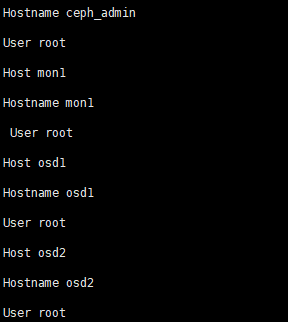 Hostname ceph_admin
User root
Host mon1
Hostname mon1
User root
Host osd1
Hostname osd1
User root
Host osd2
Hostname osd2
User root